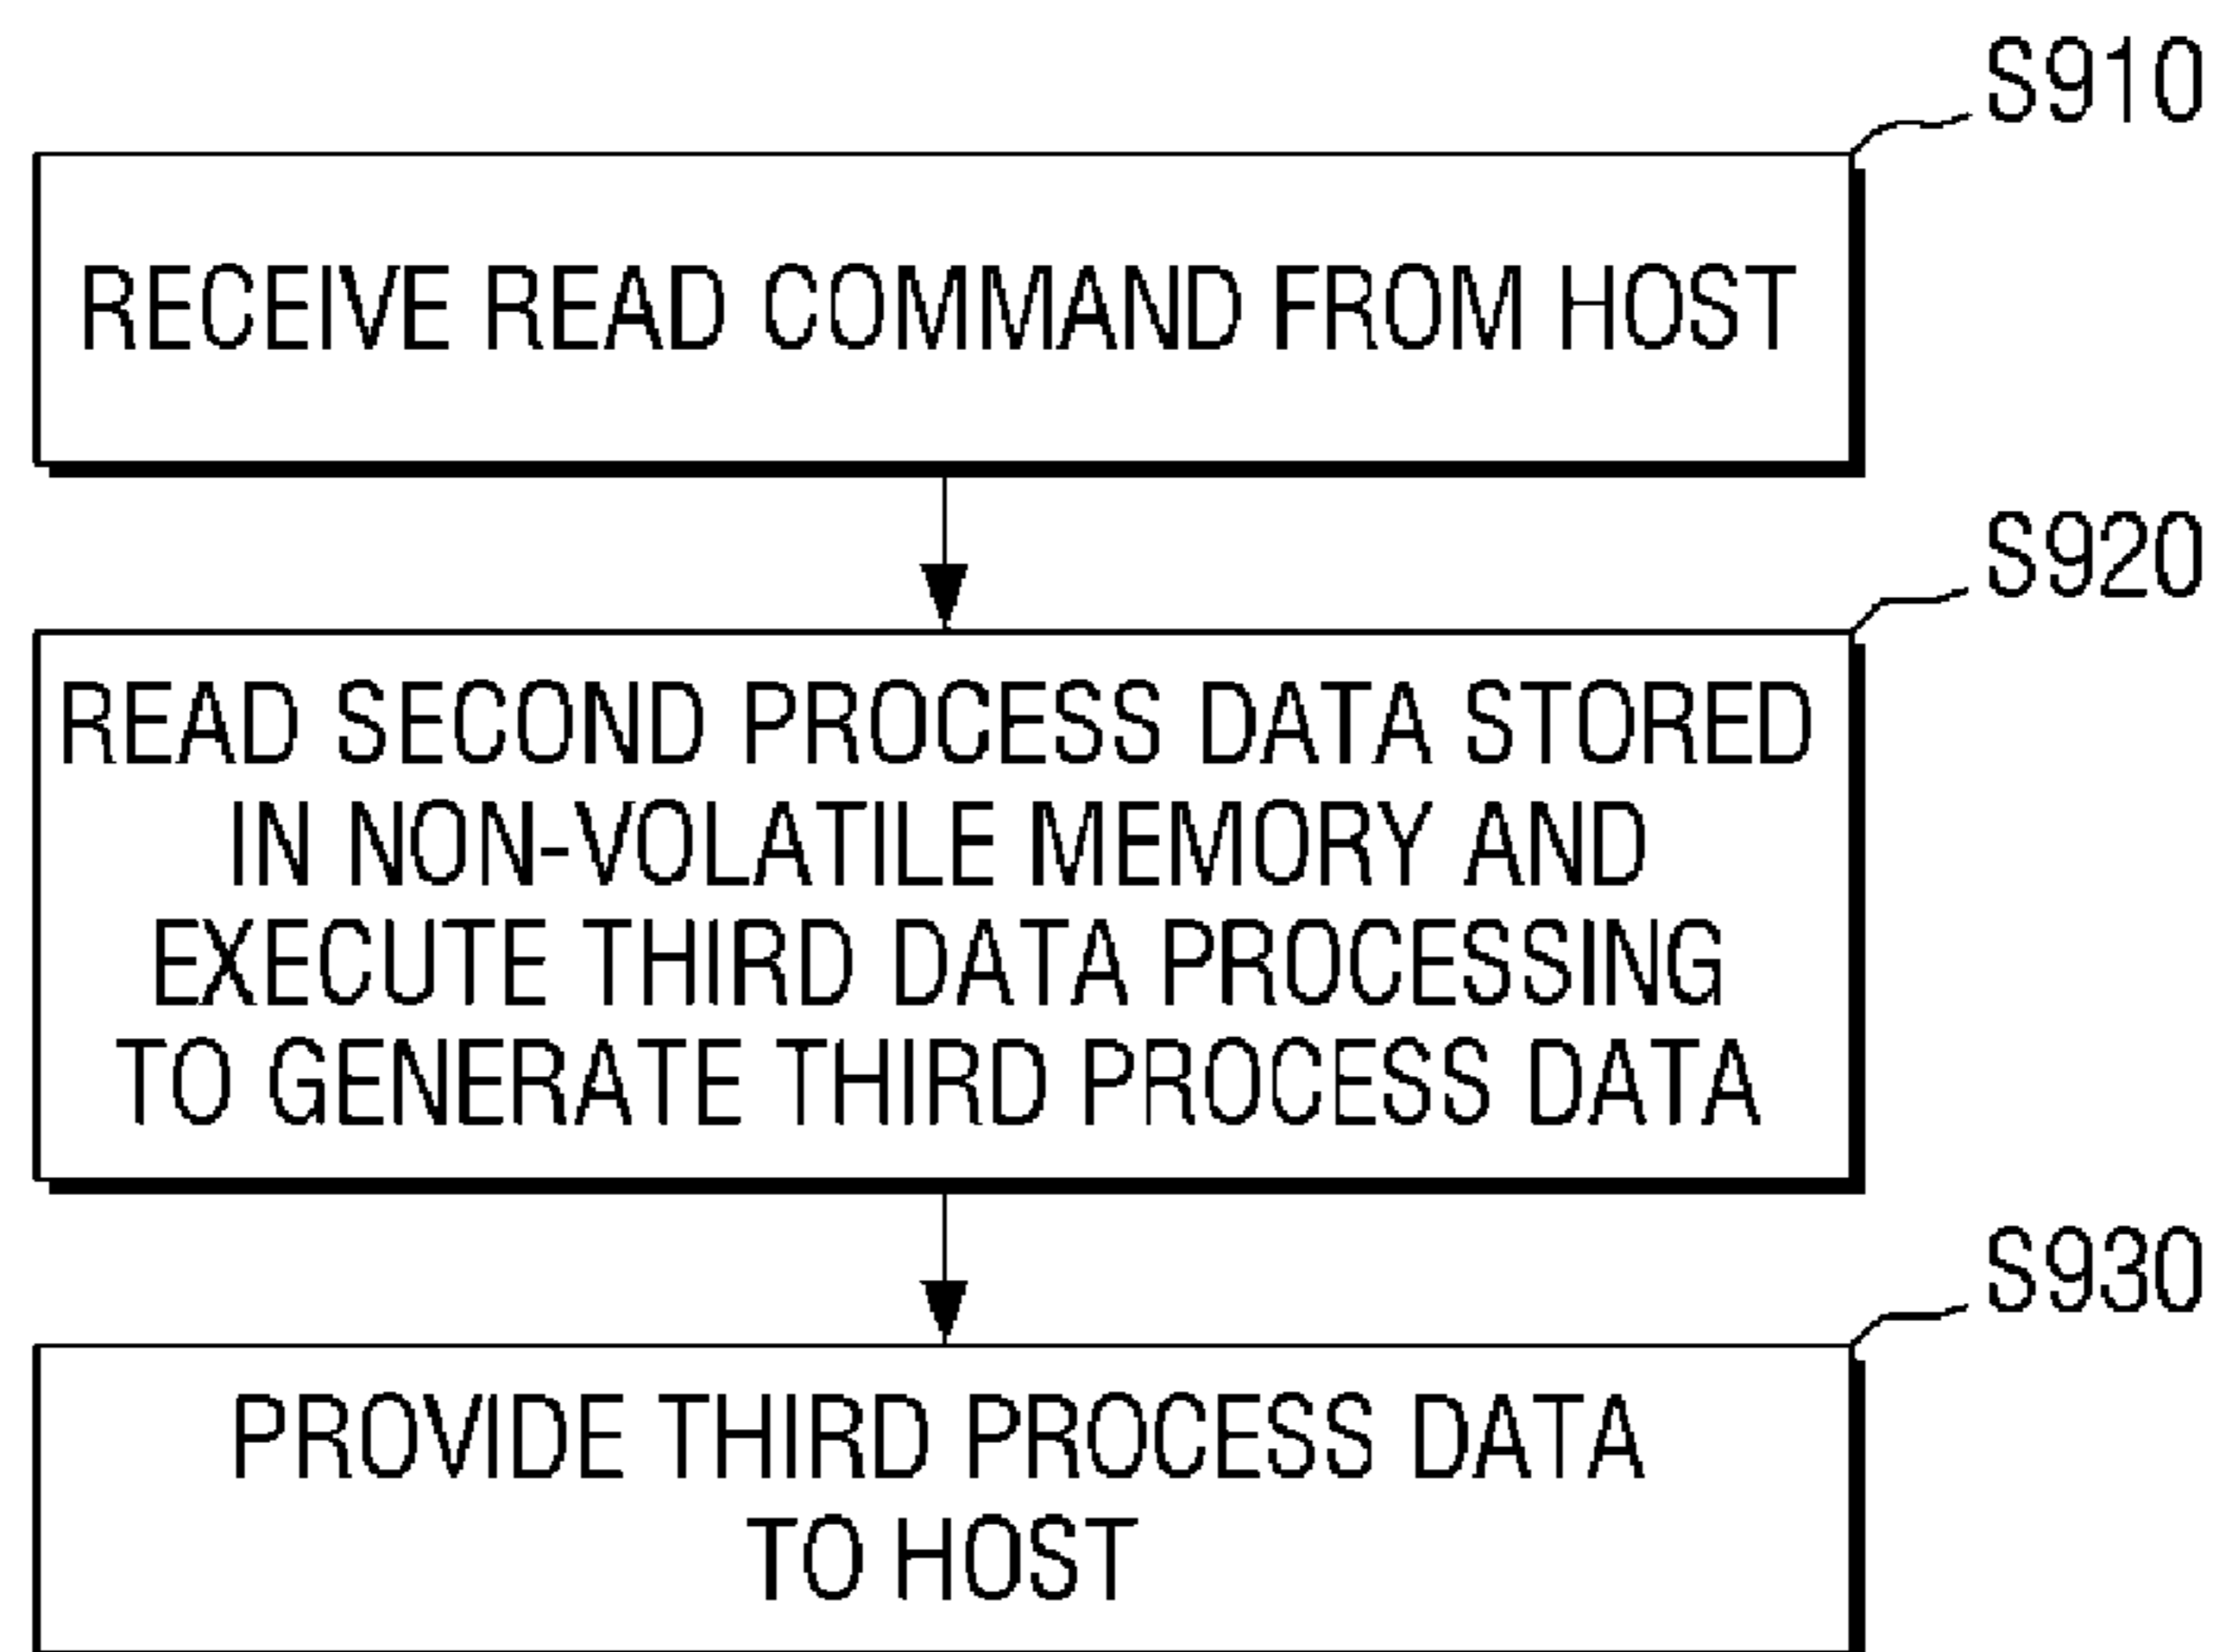 S910
RECEIVE READ COMMAND FROM HOST
S920
READ SECOND PROCESS DATA STORED
IN NON-VOLATILE MEMORY AND
EXECUTE THIRD DATA PROCESSING
TO GENERATE THIRD PROCESS DATA
S930
PROVIDE THIRD PROCESS DATA
TO HOST